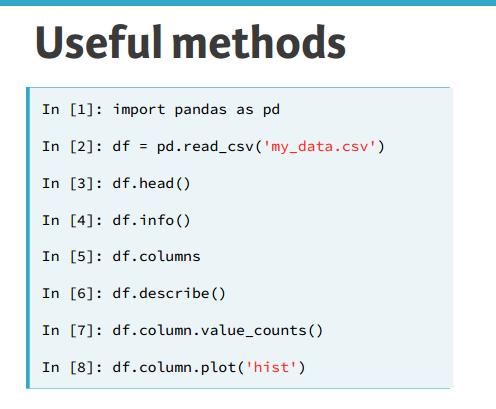 Useful methods
In [1]: import pandas as pd
In [2]: df = pd.read_csv('my_data.csv')
In [3]: df.head()
In [4]: df.info()
In [5]: df.columns
In [6]: df.describe()
In [7]: df.column.value_counts()
In [8]: df.column.plot('hist')